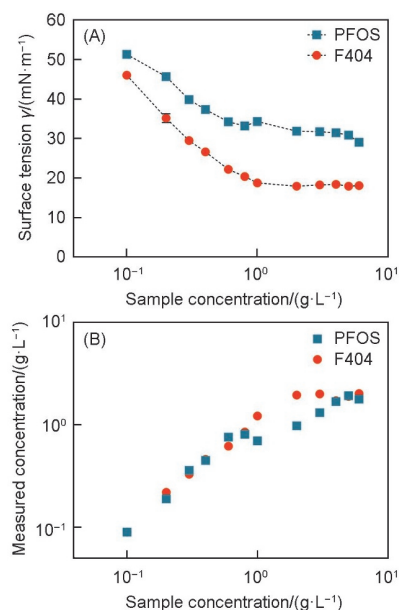 (A)
PFOS
F404
Surface tension γ/(mN·m⁻¹)
60
50
40
30
20
10
0
10⁻¹ 10⁰ 10¹
Sample concentration/(g·L⁻¹)
(B)
PFOS
F404
Measured concentration/(g·L⁻¹)
10¹
10⁰
10⁻¹
10⁻¹ 10⁰ 10¹
Sample concentration/(g·L⁻¹)